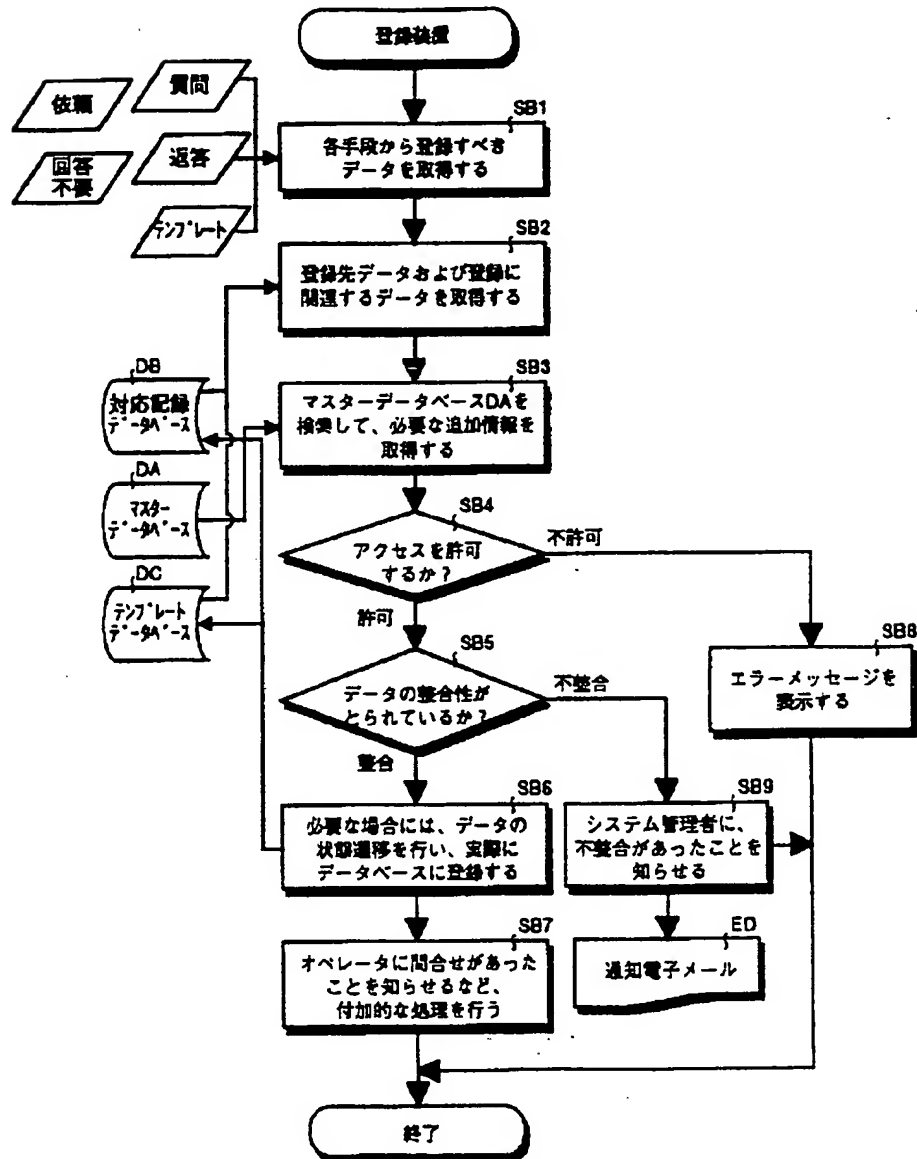 登録装置
依頼
質問
回答
不要
返答
テンプレート
SB1
各手段から登録すべき
データを取得する
SB2
登録先データおよび登録に
関連するデータを取得する
SB3
マスターデータベースDAを
検索して、必要な追加情報を
取得する
DB
対応記録
データベース
DA
マスター
データベース
DC
テンプレート
データベース
SB4
アクセスを許可
するか?
不許可
許可
SB5
データの整合性が
とられているか?
不整合
整合
SB8
エラーメッセージを
表示する
SB6
必要な場合には、データの
状態遷移を行い、実際に
データベースに登録する
SB9
システム管理者に、
不整合があったことを
知らせる
SB7
オペレータに問合せがあった
ことを知らせるなど、
付加的な処理を行う
ED
通知電子メール
終了